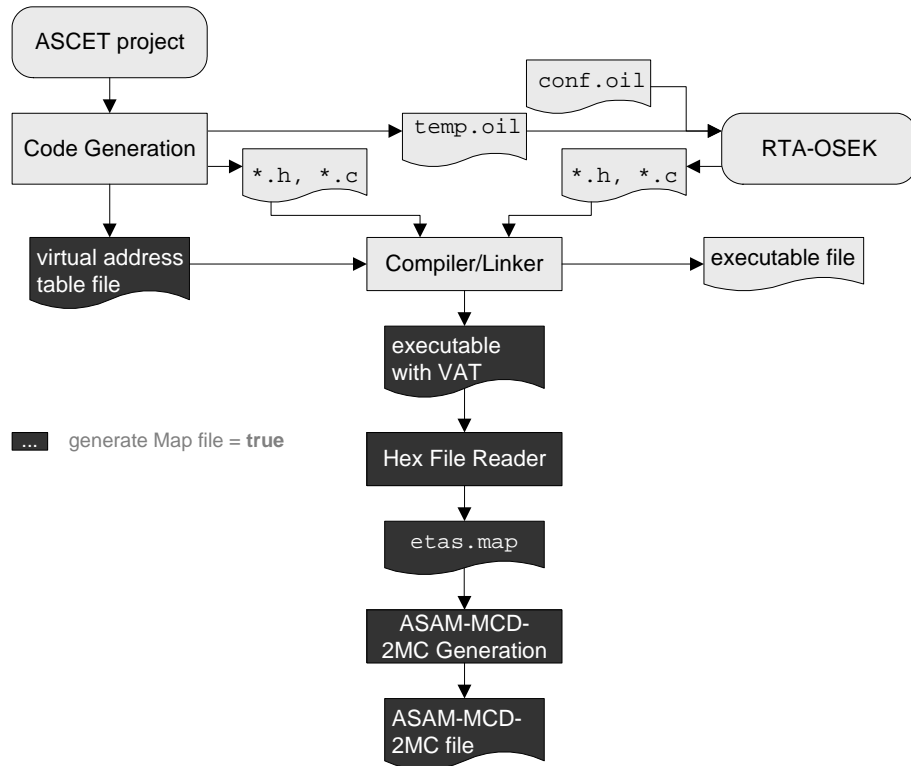 ASCET project
conf.oil
temp.oil
Code Generation
RTA-OSEK
*.h, *.c
*.h, *.c
virtual address
table file
Compiler/Linker
executable file
executable
with VAT
... generate Map file = true
Hex File Reader
etas.map
ASAM-MCD-
2MC Generation
ASAM-MCD-
2MC file